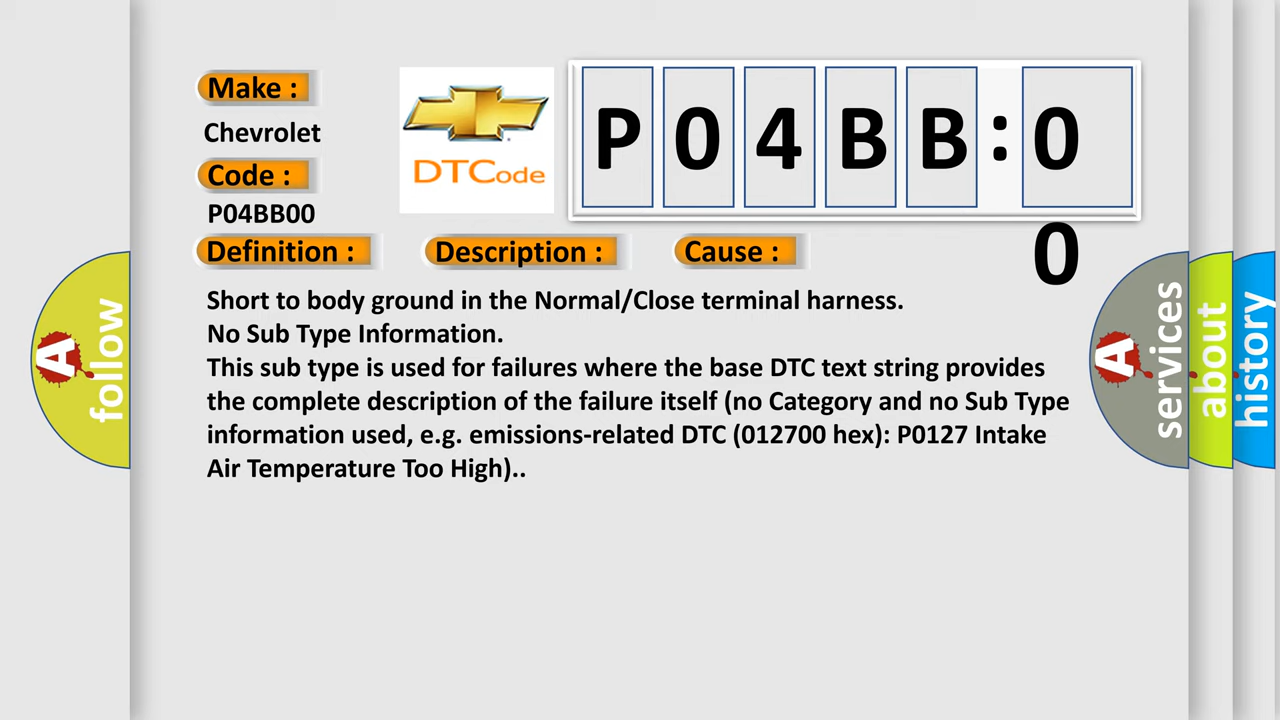 Make :
Chevrolet
Code :
P04BB00
DTCode
P04BB:00
Definition :
Description :
Cause :
Short to body ground in the Normal/Close terminal harness.
No Sub Type Information.
This sub type is used for failures where the base DTC text string provides
the complete description of the failure itself (no Category and no Sub Type
information used, e.g. emissions-related DTC (012700 hex): P0127 Intake
Air Temperature Too High)..
A follow
A services
about
history